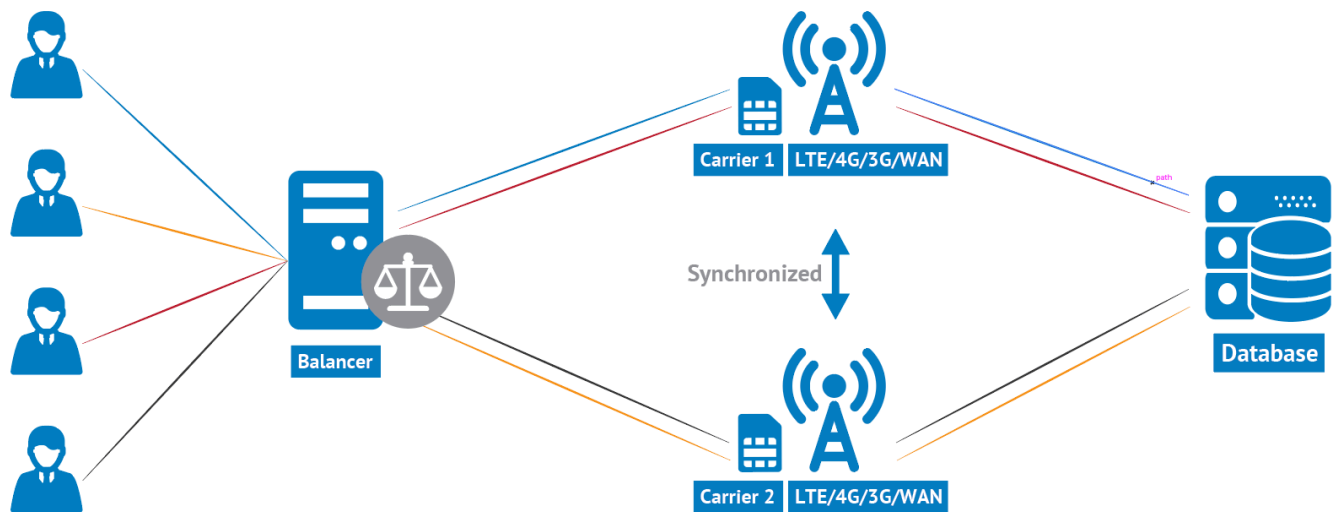 Carrier 1
LTE/4G/3G/WAN
path
Synchronized
Balancer
Database
Carrier 2
LTE/4G/3G/WAN